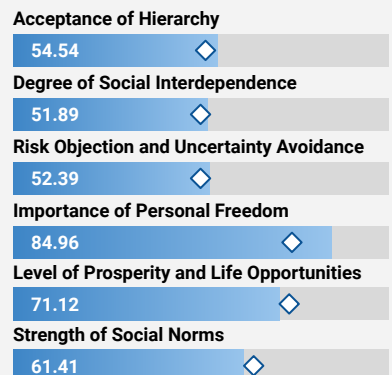 Acceptance of Hierarchy
54.54
Degree of Social Interdependence
51.89
Risk Objection and Uncertainty Avoidance
52.39
Importance of Personal Freedom
84.96
Level of Prosperity and Life Opportunities
71.12
Strength of Social Norms
61.41